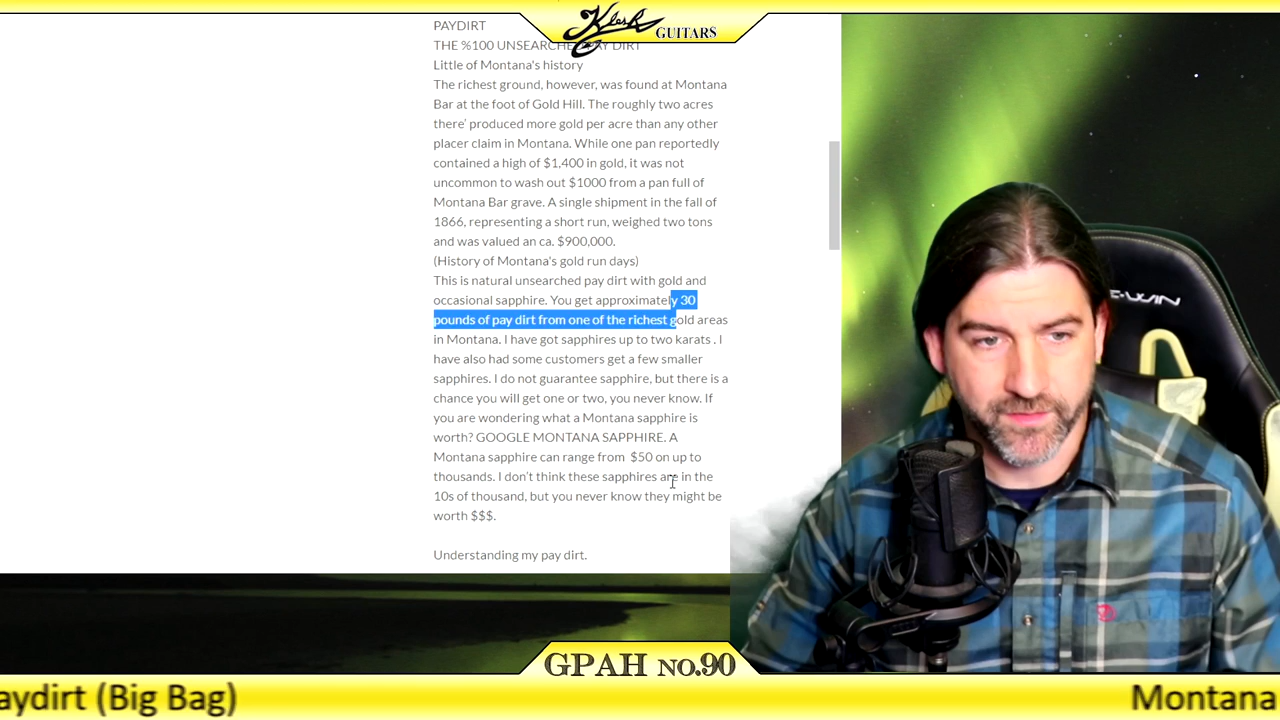 Klesh
GUITARS
PAYDIRT
THE %100 UNSEARCHED PAY DIRT
Little of Montana's history
The richest ground, however, was found at Montana
Bar at the foot of Gold Hill. The roughly two acres
there’ produced more gold per acre than any other
placer claim in Montana. While one pan reportedly
contained a high of $1,400 in gold, it was not
uncommon to wash out $1000 from a pan full of
Montana Bar grave. A single shipment in the fall of
1866, representing a short run, weighed two tons
and was valued an ca. $900,000.
(History of Montana's gold run days)
This is natural unsearched pay dirt with gold and
occasional sapphire. You get approximately 30
pounds of pay dirt from one of the richest gold areas
in Montana. I have got sapphires up to two karats . I
have also had some customers get a few smaller
sapphires. I do not guarantee sapphire, but there is a
chance you will get one or two, you never know. If
you are wondering what a Montana sapphire is
worth? GOOGLE MONTANA SAPPHIRE. A
Montana sapphire can range from $50 on up to
thousands. I don’t think these sapphires are in the
10s of thousand, but you never know they might be
worth $$$.
Understanding my pay dirt.
E-WIN
GPAH NO.90
aydirt (Big Bag)
Montana